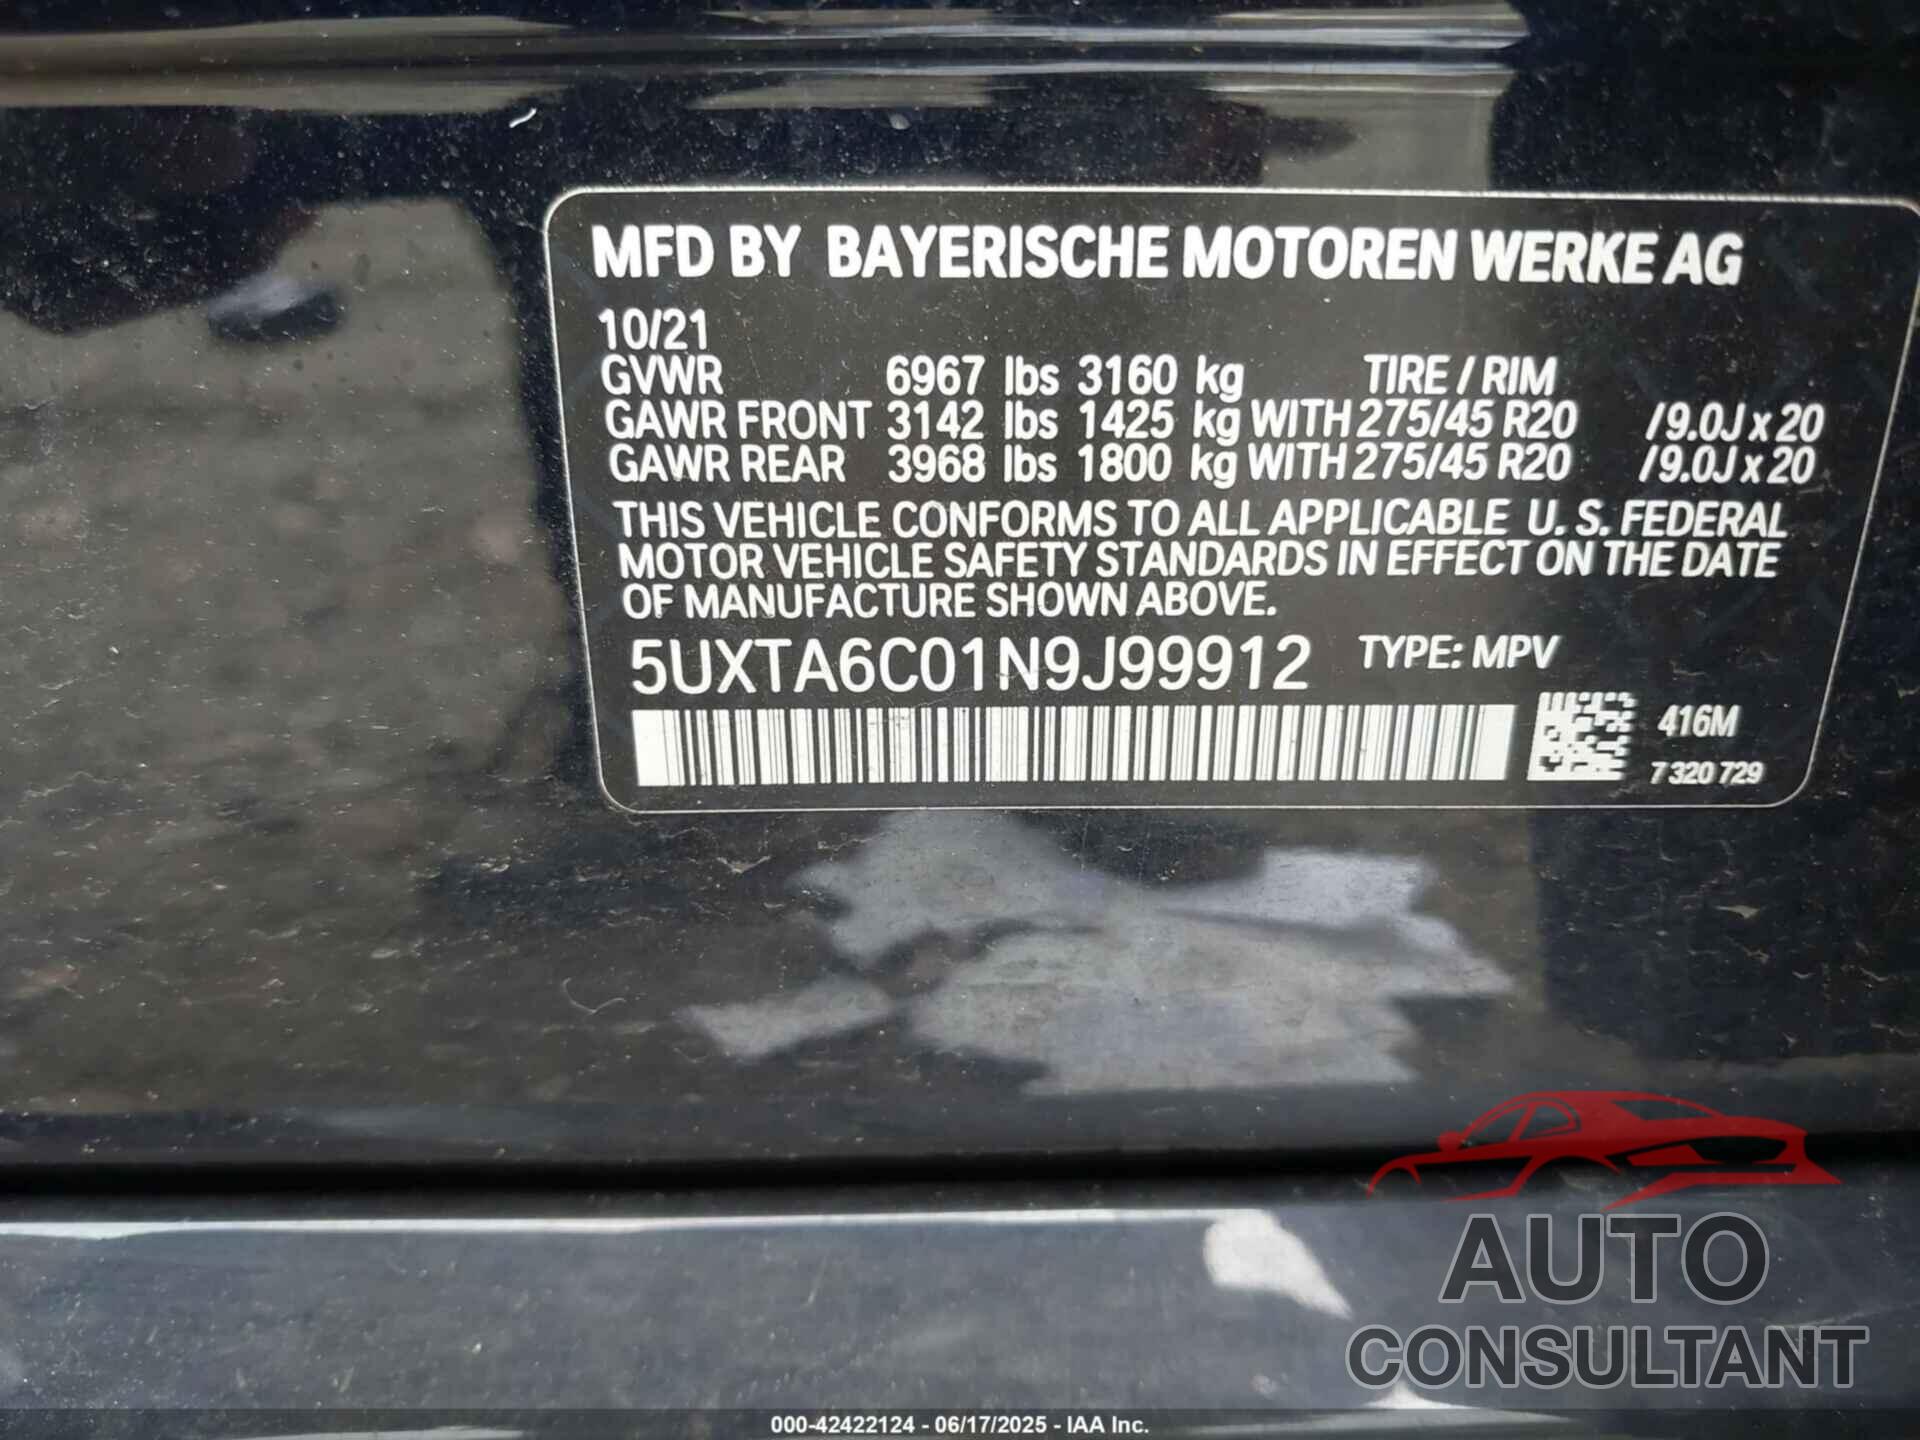 MFD BY BAYERISCHE MOTOREN WERKE AG
10/21
GVWR 6967 lbs 3160 kg TIRE / RIM
GAWR FRONT 3142 lbs 1425 kg WITH 275/45 R20 /9.0J x 20
GAWR REAR 3968 lbs 1800 kg WITH 275/45 R20 /9.0J x 20
THIS VEHICLE CONFORMS TO ALL APPLICABLE U. S. FEDERAL
MOTOR VEHICLE SAFETY STANDARDS IN EFFECT ON THE DATE
OF MANUFACTURE SHOWN ABOVE.
5UXTA6C01N9J99912 TYPE: MPV
416M
7 320 729
AUTO
CONSULTANT
000-42422124 - 06/17/2025 - IAA Inc.